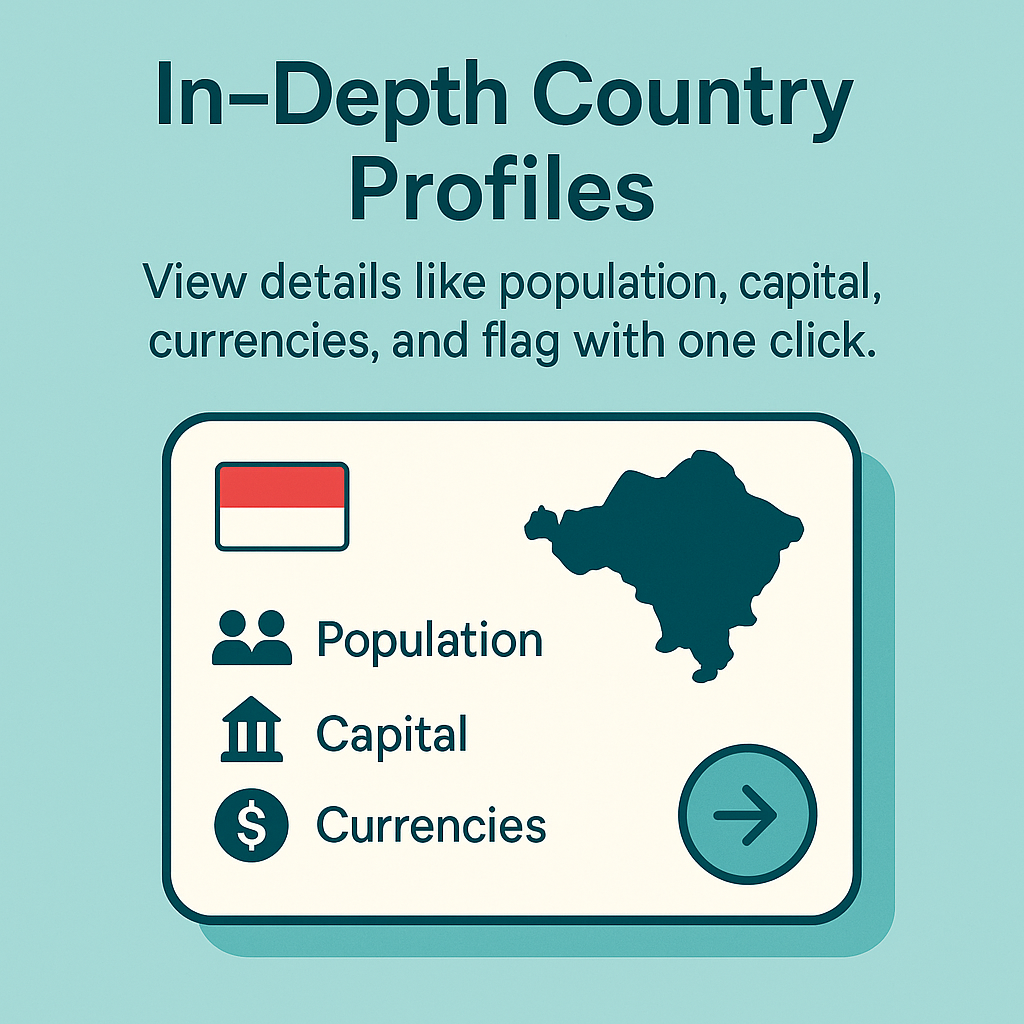 In–Depth Country
Profiles
View details like population, capital,
currencies, and flag with one click.
Population
Capital
$ Currencies